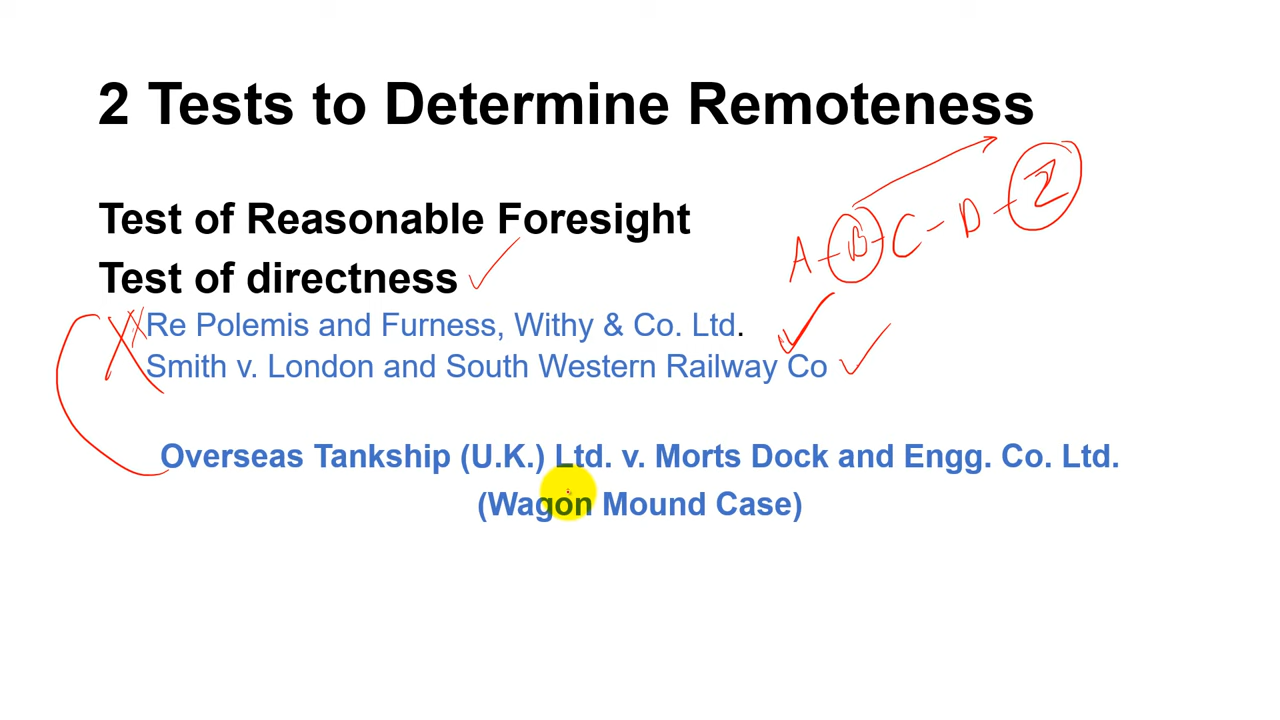 2 Tests to Determine Remoteness
Test of Reasonable Foresight
A - B - C - D - Z
Test of directness
Re Polemis and Furness, Withy & Co. Ltd.
Smith v. London and South Western Railway Co
Overseas Tankship (U.K.) Ltd. v. Morts Dock and Engg. Co. Ltd.
(Wagon Mound Case)